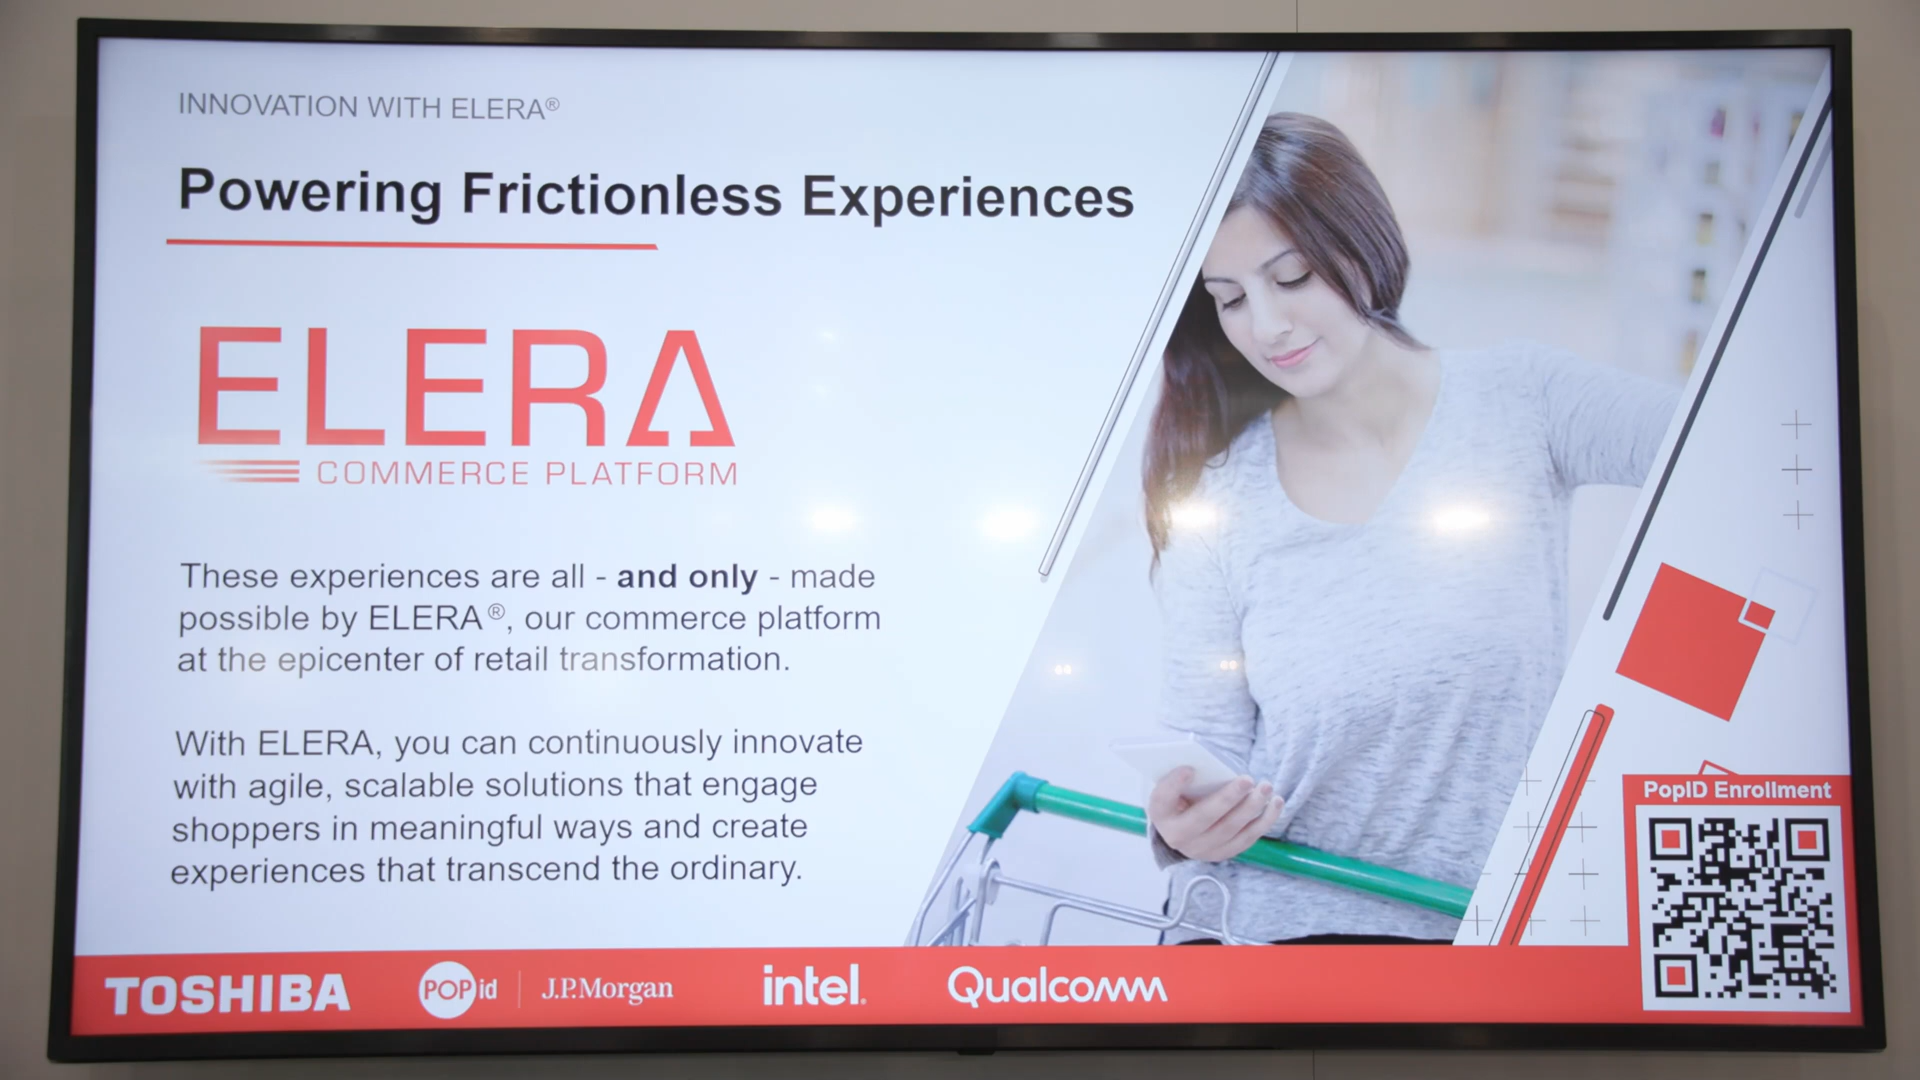 INNOVATION WITH ELERA®
Powering Frictionless Experiences
ELERA
COMMERCE PLATFORM
These experiences are all - and only - made
possible by ELERA®, our commerce platform
at the epicenter of retail transformation.
With ELERA, you can continuously innovate
with agile, scalable solutions that engage
shoppers in meaningful ways and create
experiences that transcend the ordinary.
PopID Enrollment
TOSHIBA
POPid
J.P.Morgan
intel.
Qualcomm